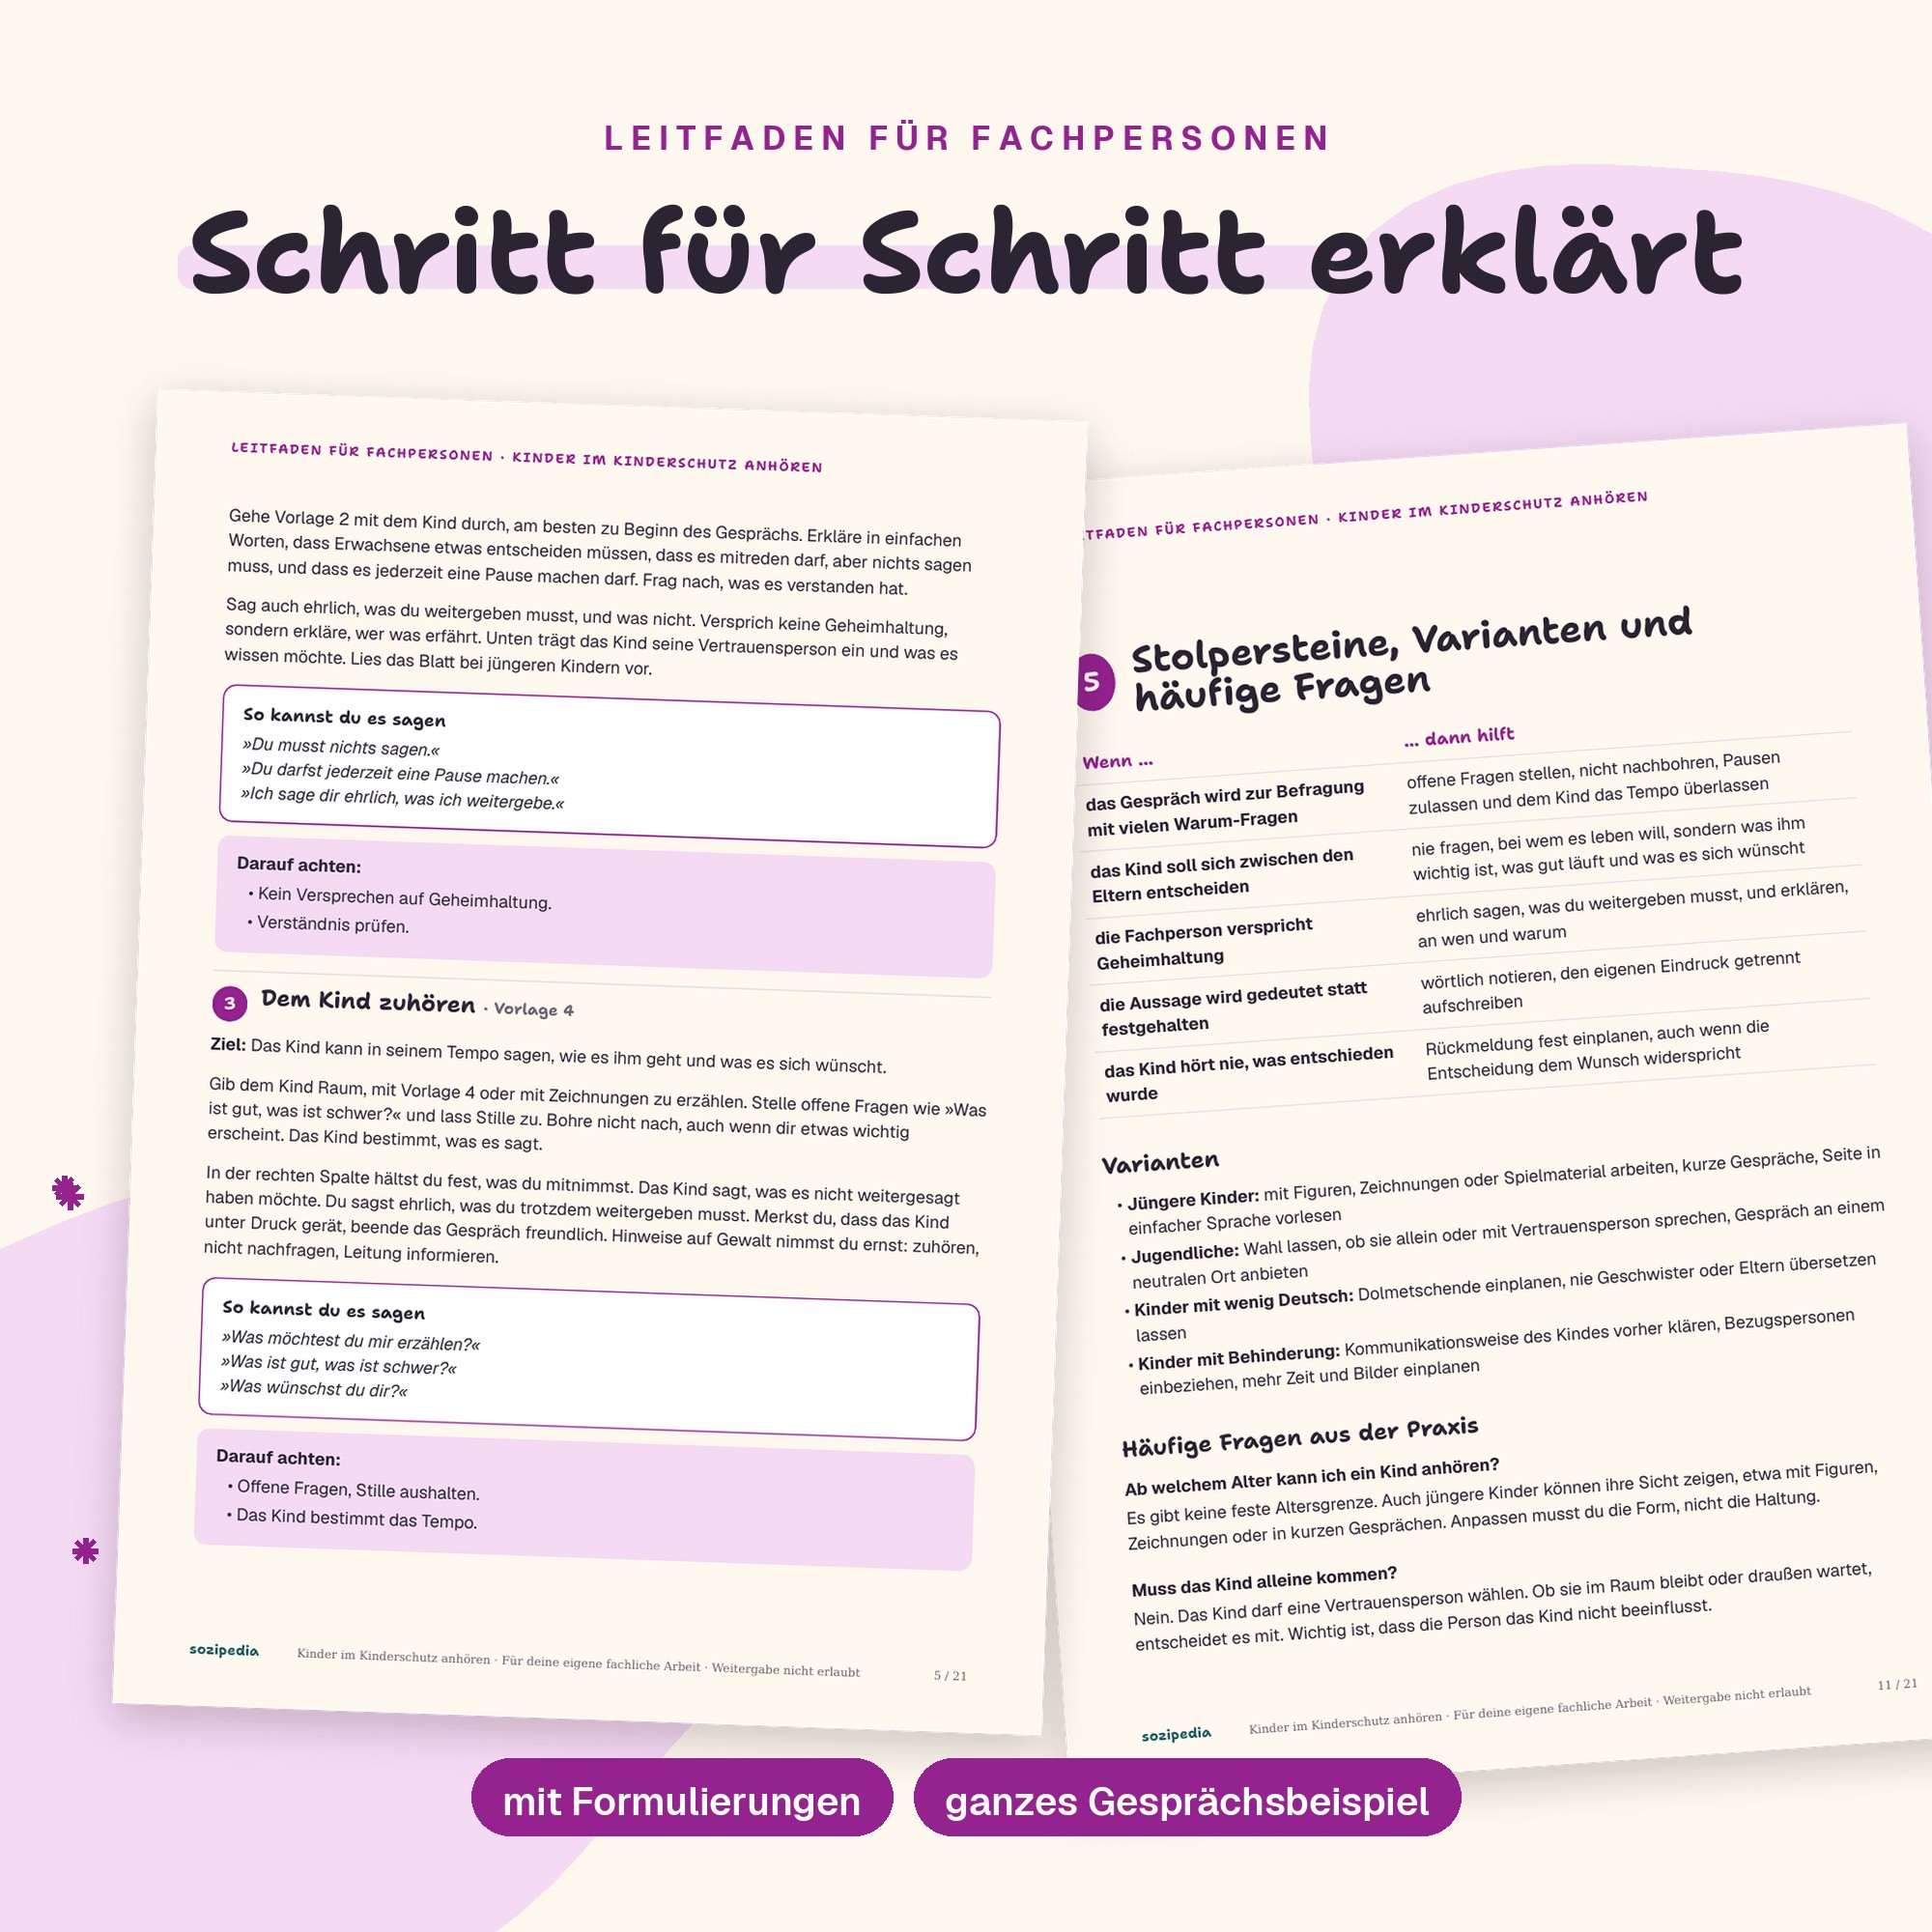 LEITFADEN FÜR FACHPERSONEN
Schritt für Schritt erklärt
LEITFADEN FÜR FACHPERSONEN · KINDER IM KINDERSCHUTZ ANHÖREN
Gehe Vorlage 2 mit dem Kind durch, am besten zu Beginn des Gesprächs. Erkläre in einfachen
Worten, dass Erwachsene etwas entscheiden müssen, dass es mitreden darf, aber nichts sagen
muss, und dass es jederzeit eine Pause machen darf. Frag nach, was es verstanden hat.
Sag auch ehrlich, was du weitergeben musst, und was nicht. Versprich keine Geheimhaltung,
sondern erkläre, wer was erfährt. Unten trägt das Kind seine Vertrauensperson ein und was es
wissen möchte. Lies das Blatt bei jüngeren Kindern vor.
So kannst du es sagen
»Du musst nichts sagen.«
»Du darfst jederzeit eine Pause machen.«
»Ich sage dir ehrlich, was ich weitergebe.«
Darauf achten:
• Kein Versprechen auf Geheimhaltung.
• Verständnis prüfen.
3 Dem Kind zuhören · Vorlage 4
Ziel: Das Kind kann in seinem Tempo sagen, wie es ihm geht und was es sich wünscht.
Gib dem Kind Raum, mit Vorlage 4 oder mit Zeichnungen zu erzählen. Stelle offene Fragen wie »Was
ist gut, was ist schwer?« und lass Stille zu. Bohre nicht nach, auch wenn dir etwas wichtig
erscheint. Das Kind bestimmt, was es sagt.
In der rechten Spalte hältst du fest, was du mitnimmst. Das Kind sagt, was es nicht weitergesagt
haben möchte. Du sagst ehrlich, was du trotzdem weitergeben musst. Merkst du, dass das Kind
unter Druck gerät, beende das Gespräch freundlich. Hinweise auf Gewalt nimmst du ernst: zuhören,
nicht nachfragen, Leitung informieren.
So kannst du es sagen
»Was möchtest du mir erzählen?«
»Was ist gut, was ist schwer?«
»Was wünschst du dir?«
Darauf achten:
• Offene Fragen, Stille aushalten.
• Das Kind bestimmt das Tempo.
sozipedia Kinder im Kinderschutz anhören · Für deine eigene fachliche Arbeit · Weitergabe nicht erlaubt 5 / 21
TFADEN FÜR FACHPERSONEN · KINDER IM KINDERSCHUTZ ANHÖREN
5 Stolpersteine, Varianten und
häufige Fragen
Wenn ... ... dann hilft
das Gespräch wird zur Befragung
mit vielen Warum-Fragen
offene Fragen stellen, nicht nachbohren, Pausen
zulassen und dem Kind das Tempo überlassen
das Kind soll sich zwischen den
Eltern entscheiden
nie fragen, bei wem es leben will, sondern was ihm
wichtig ist, was gut läuft und was es sich wünscht
die Fachperson verspricht
Geheimhaltung
ehrlich sagen, was du weitergeben musst, und erklären,
an wen und warum
die Aussage wird gedeutet statt
festgehalten
wörtlich notieren, den eigenen Eindruck getrennt
aufschreiben
das Kind hört nie, was entschieden
wurde
Rückmeldung fest einplanen, auch wenn die
Entscheidung dem Wunsch widerspricht
Varianten
• Jüngere Kinder: mit Figuren, Zeichnungen oder Spielmaterial arbeiten, kurze Gespräche, Seite in
einfacher Sprache vorlesen
• Jugendliche: Wahl lassen, ob sie allein oder mit Vertrauensperson sprechen, Gespräch an einem
neutralen Ort anbieten
• Kinder mit wenig Deutsch: Dolmetschende einplanen, nie Geschwister oder Eltern übersetzen
lassen
• Kinder mit Behinderung: Kommunikationsweise des Kindes vorher klären, Bezugspersonen
einbeziehen, mehr Zeit und Bilder einplanen
Häufige Fragen aus der Praxis
Ab welchem Alter kann ich ein Kind anhören?
Es gibt keine feste Altersgrenze. Auch jüngere Kinder können ihre Sicht zeigen, etwa mit Figuren,
Zeichnungen oder in kurzen Gesprächen. Anpassen musst du die Form, nicht die Haltung.
Muss das Kind alleine kommen?
Nein. Das Kind darf eine Vertrauensperson wählen. Ob sie im Raum bleibt oder draußen wartet,
entscheidet es mit. Wichtig ist, dass die Person das Kind nicht beeinflusst.
sozipedia Kinder im Kinderschutz anhören · Für deine eigene fachliche Arbeit · Weitergabe nicht erlaubt 11 / 21
mit Formulierungen
ganzes Gesprächsbeispiel